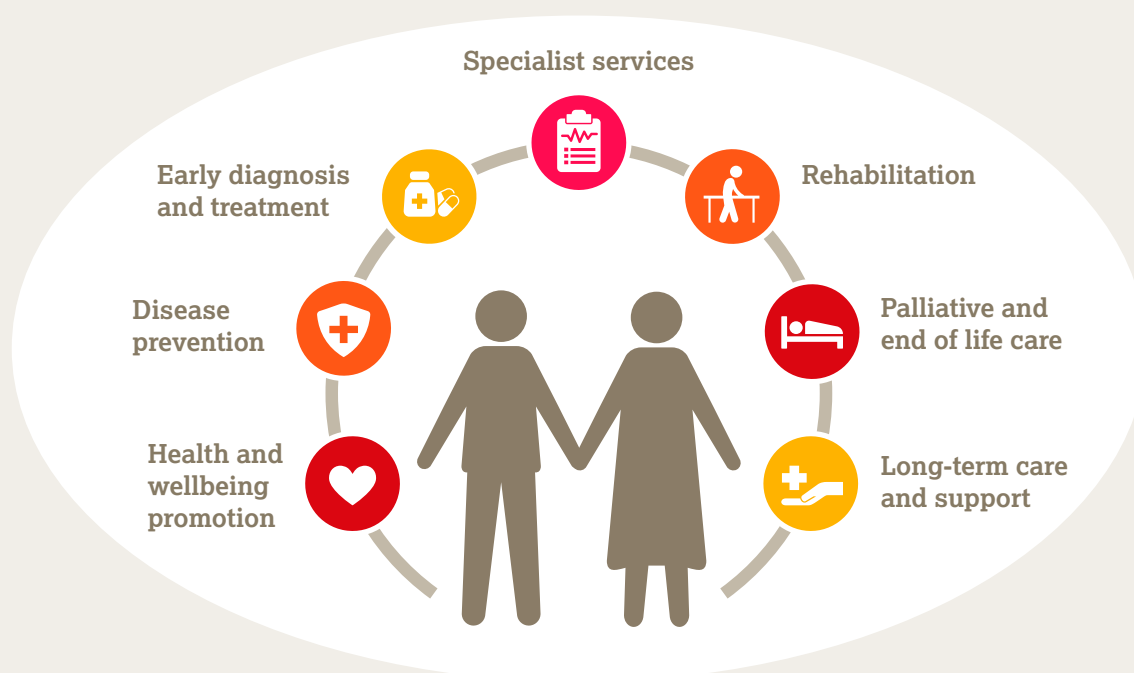 Specialist services
Early diagnosis
and treatment
Rehabilitation
Disease
prevention
Palliative and
end of life care
Health and
wellbeing
promotion
Long-term care
and support